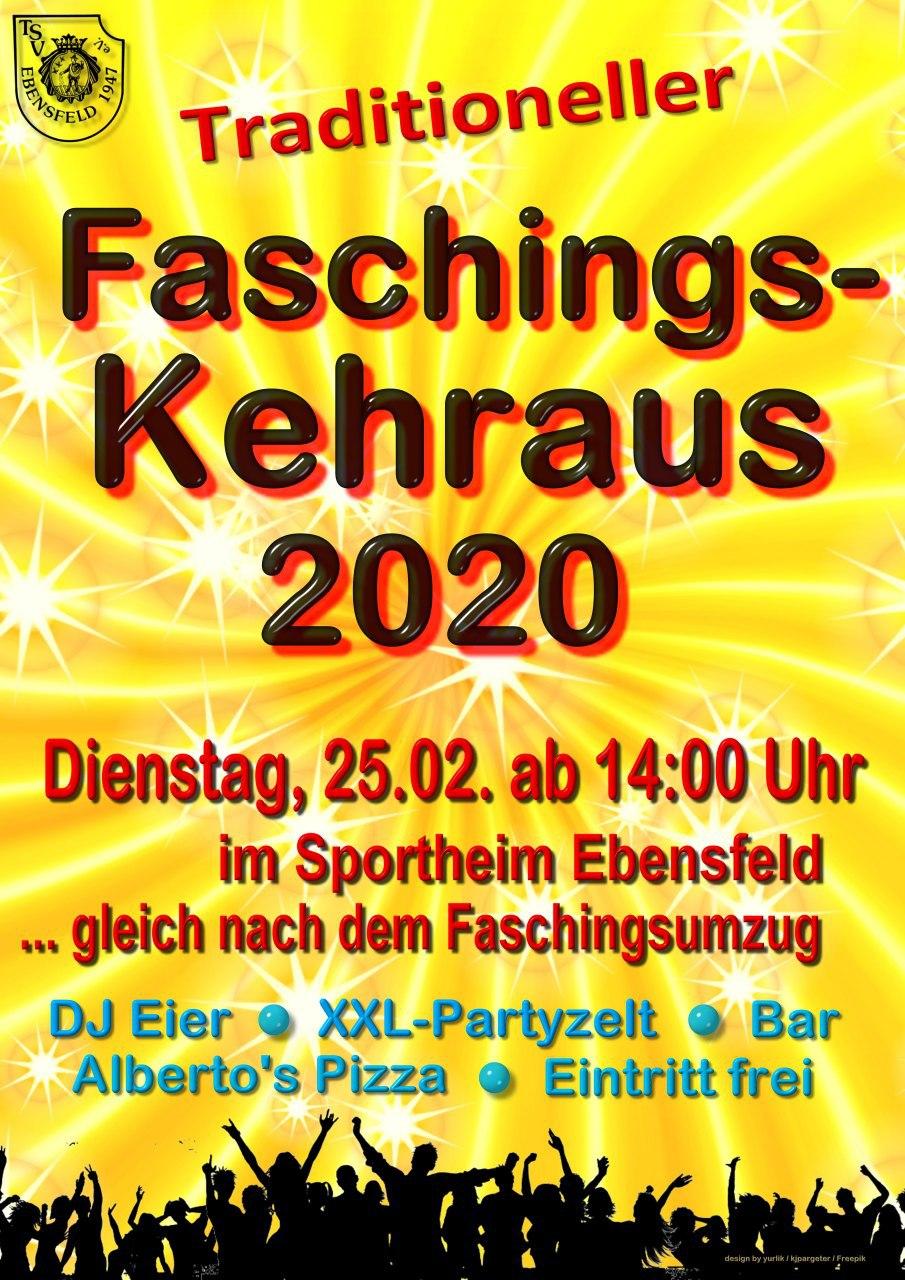 TSV e.V.
EBENSFELD 1947
Traditioneller
Faschings-
Kehraus
2020
Dienstag, 25.02. ab 14:00 Uhr
im Sportheim Ebensfeld
... gleich nach dem Faschingsumzug
DJ Eier ● XXL-Partyzelt ● Bar
Alberto's Pizza ● Eintritt frei
design by yurlik / kjpargeter / Freepik